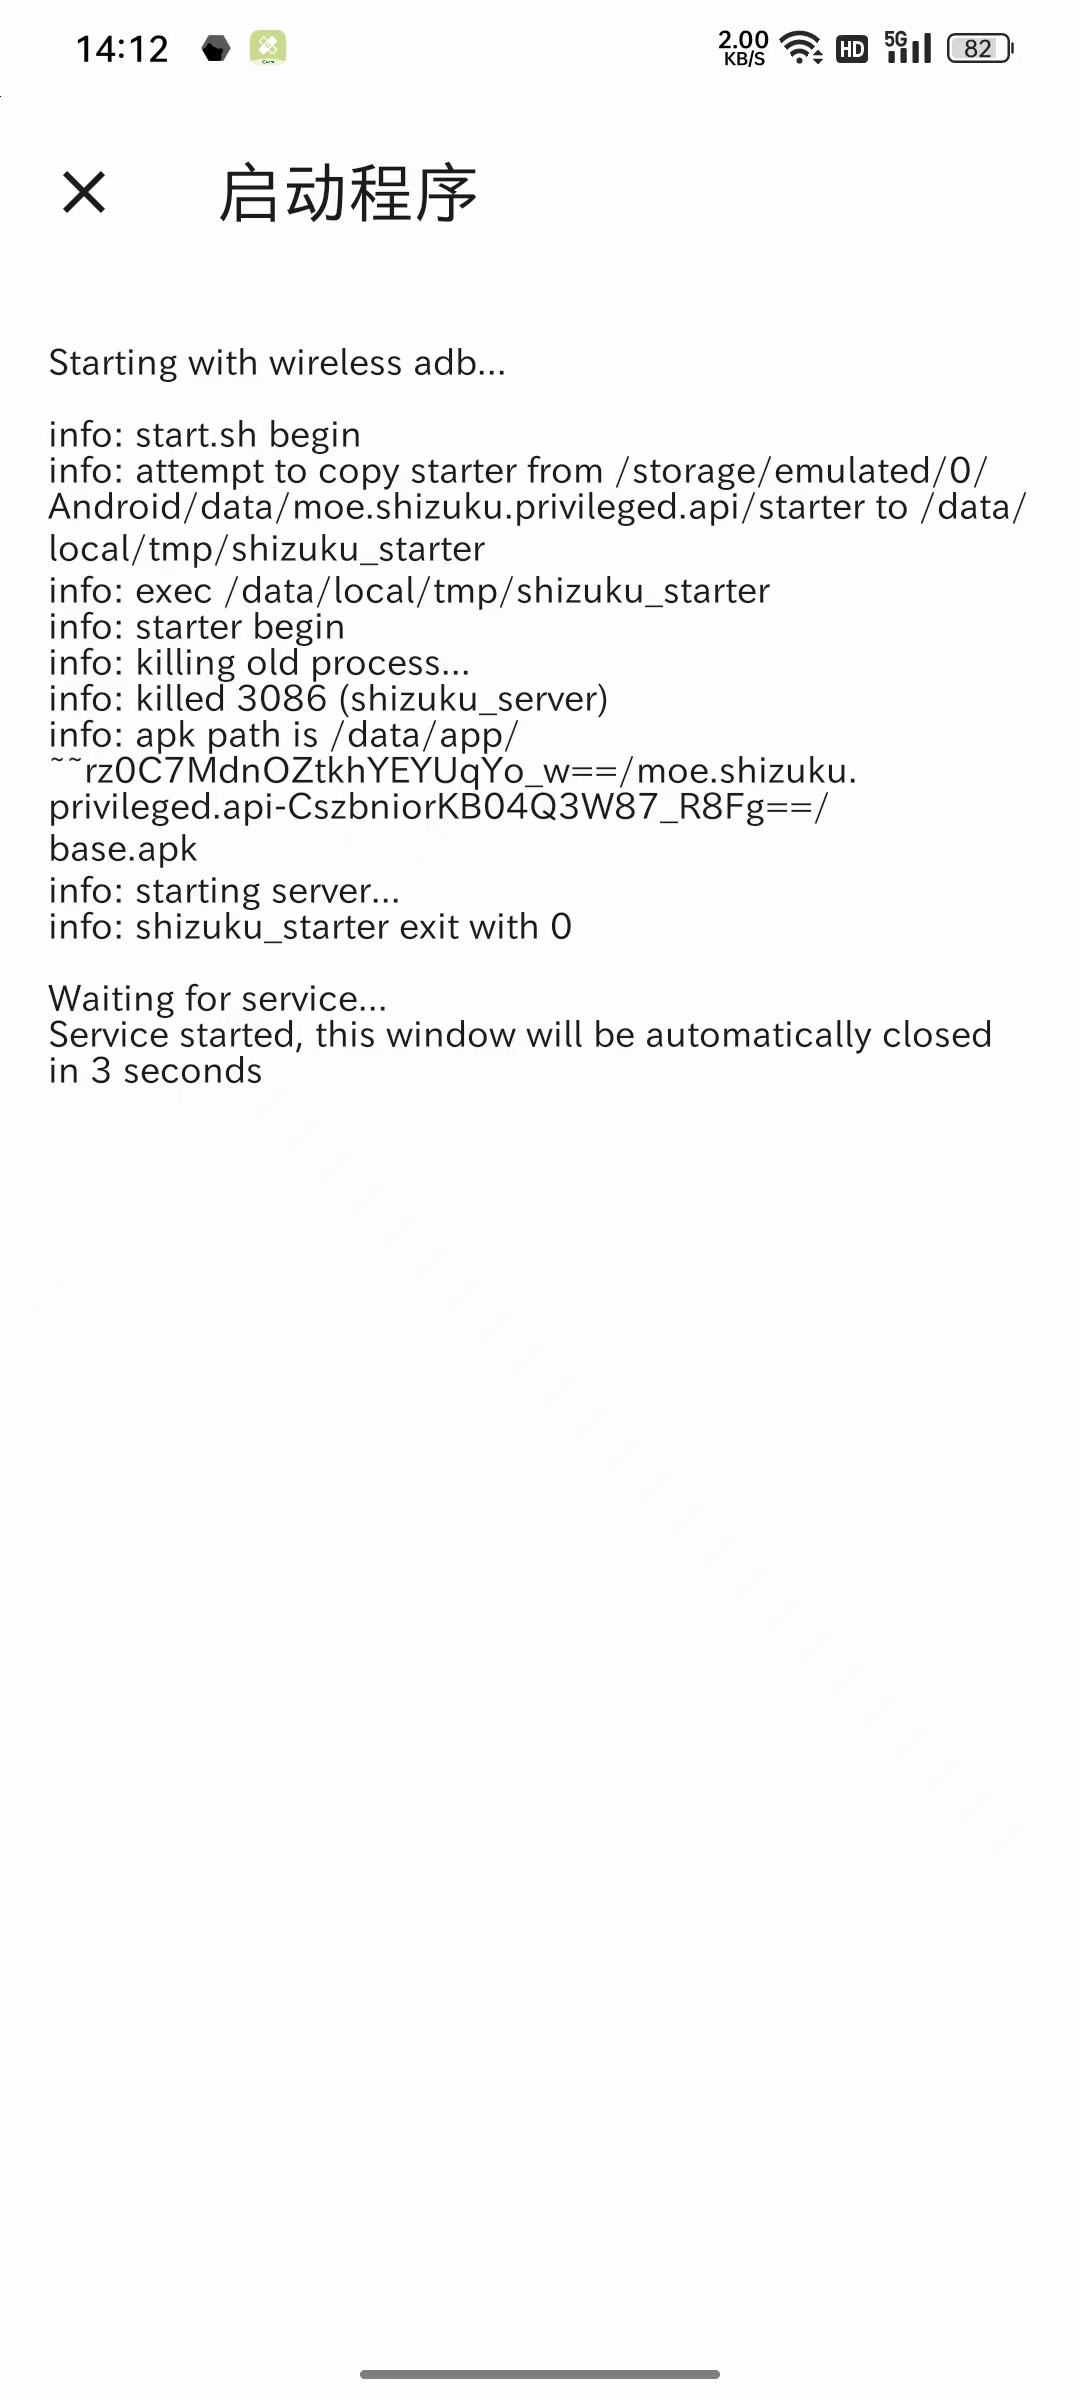 14:12
2.00 KB/S HD 5G 82
启动程序
Starting with wireless adb...
info: start.sh begin
info: attempt to copy starter from /storage/emulated/0/
Android/data/moe.shizuku.privileged.api/starter to /data/
local/tmp/shizuku_starter
info: exec /data/local/tmp/shizuku_starter
info: starter begin
info: killing old process...
info: killed 3086 (shizuku_server)
info: apk path is /data/app/
~~rz0C7MdnOZtkhYEYUqYo_w==/moe.shizuku.
privileged.api-CszbniorKB04Q3W87_R8Fg==/
base.apk
info: starting server...
info: shizuku_starter exit with 0
Waiting for service...
Service started, this window will be automatically closed
in 3 seconds